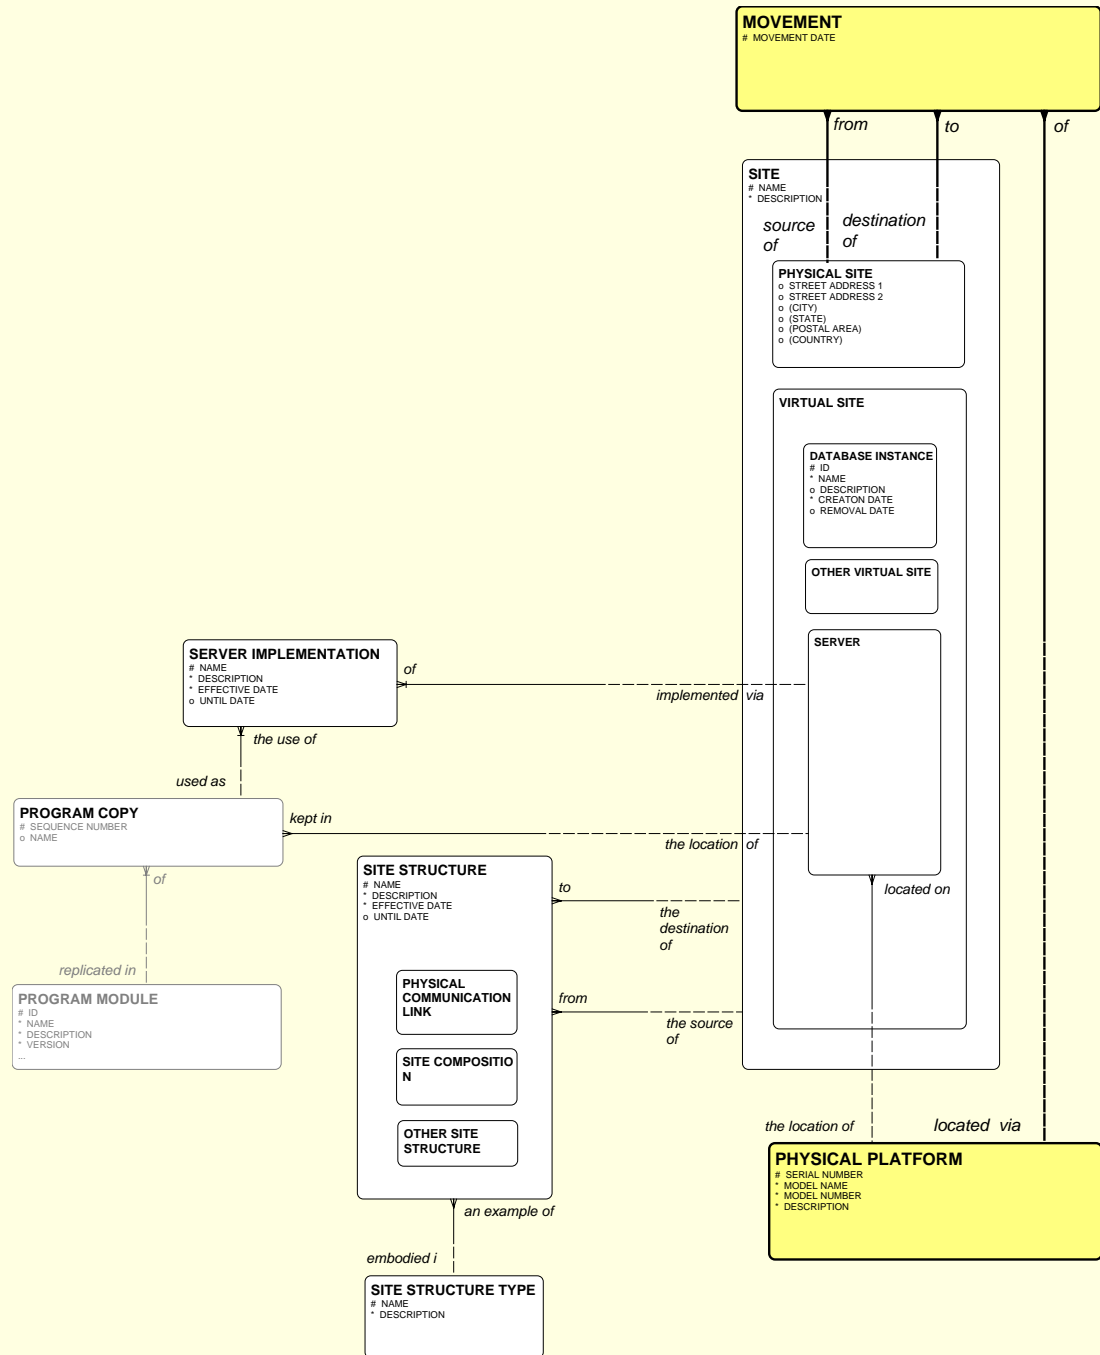 MOVEMENT
# MOVEMENT DATE
from
to
of
SITE
# NAME
* DESCRIPTION
source
of
destination
of
PHYSICAL SITE
o STREET ADDRESS 1
o STREET ADDRESS 2
o (CITY)
o (STATE)
o (POSTAL AREA)
o (COUNTRY)
VIRTUAL SITE
DATABASE INSTANCE
# ID
* NAME
o DESCRIPTION
* CREATON DATE
o REMOVAL DATE
OTHER VIRTUAL SITE
SERVER
SERVER IMPLEMENTATION
# NAME
* DESCRIPTION
* EFFECTIVE DATE
o UNTIL DATE
of
implemented via
the use of
used as
PROGRAM COPY
# SEQUENCE NUMBER
o NAME
kept in
the location of
of
replicated in
PROGRAM MODULE
# ID
* NAME
* DESCRIPTION
* VERSION
...
SITE STRUCTURE
# NAME
* DESCRIPTION
* EFFECTIVE DATE
o UNTIL DATE
to
the
destination
of
from
the source
of
PHYSICAL
COMMUNICATION
LINK
SITE COMPOSITIO
N
OTHER SITE
STRUCTURE
an example of
embodied i
SITE STRUCTURE TYPE
# NAME
* DESCRIPTION
located on
the location of
located via
PHYSICAL PLATFORM
# SERIAL NUMBER
* MODEL NAME
* MODEL NUMBER
* DESCRIPTION